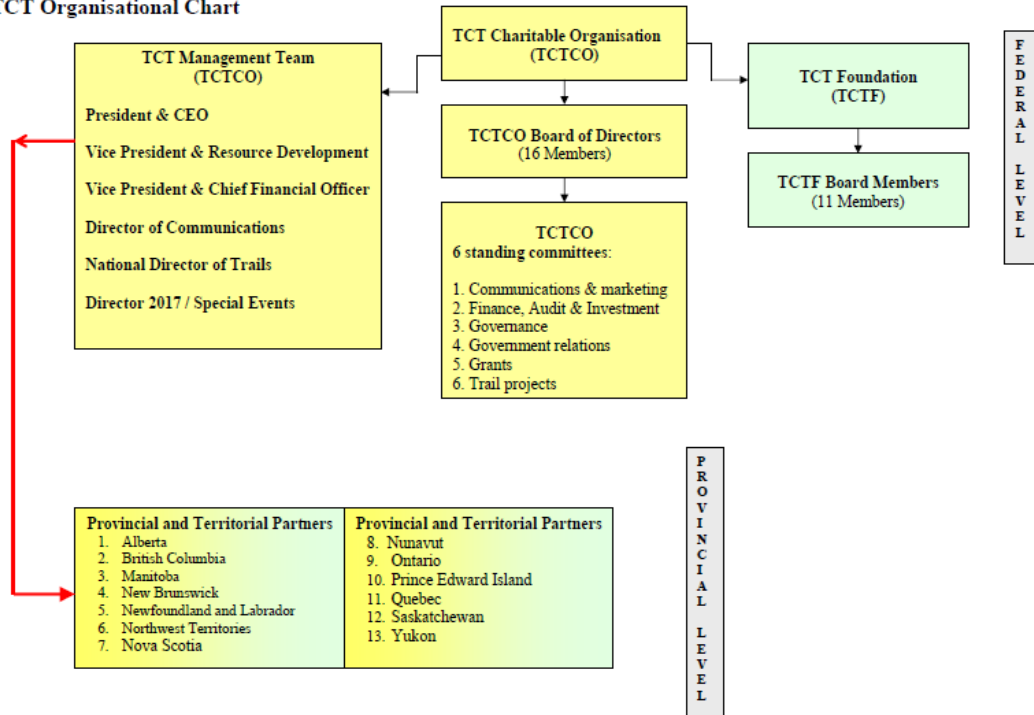 TCT Organisational Chart
TCT Charitable Organisation
(TCTCO)
TCT Management Team
(TCTCO)
President & CEO
Vice President & Resource Development
Vice President & Chief Financial Officer
Director of Communications
National Director of Trails
Director 2017 / Special Events
TCTCO Board of Directors
(16 Members)
TCTCO
6 standing committees:
1. Communications & marketing
2. Finance, Audit & Investment
3. Governance
4. Government relations
5. Grants
6. Trail projects
TCT Foundation
(TCTF)
TCTF Board Members
(11 Members)
FEDERAL LEVEL
Provincial and Territorial Partners
1. Alberta
2. British Columbia
3. Manitoba
4. New Brunswick
5. Newfoundland and Labrador
6. Northwest Territories
7. Nova Scotia
Provincial and Territorial Partners
8. Nunavut
9. Ontario
10. Prince Edward Island
11. Quebec
12. Saskatchewan
13. Yukon
PROVINCIAL LEVEL